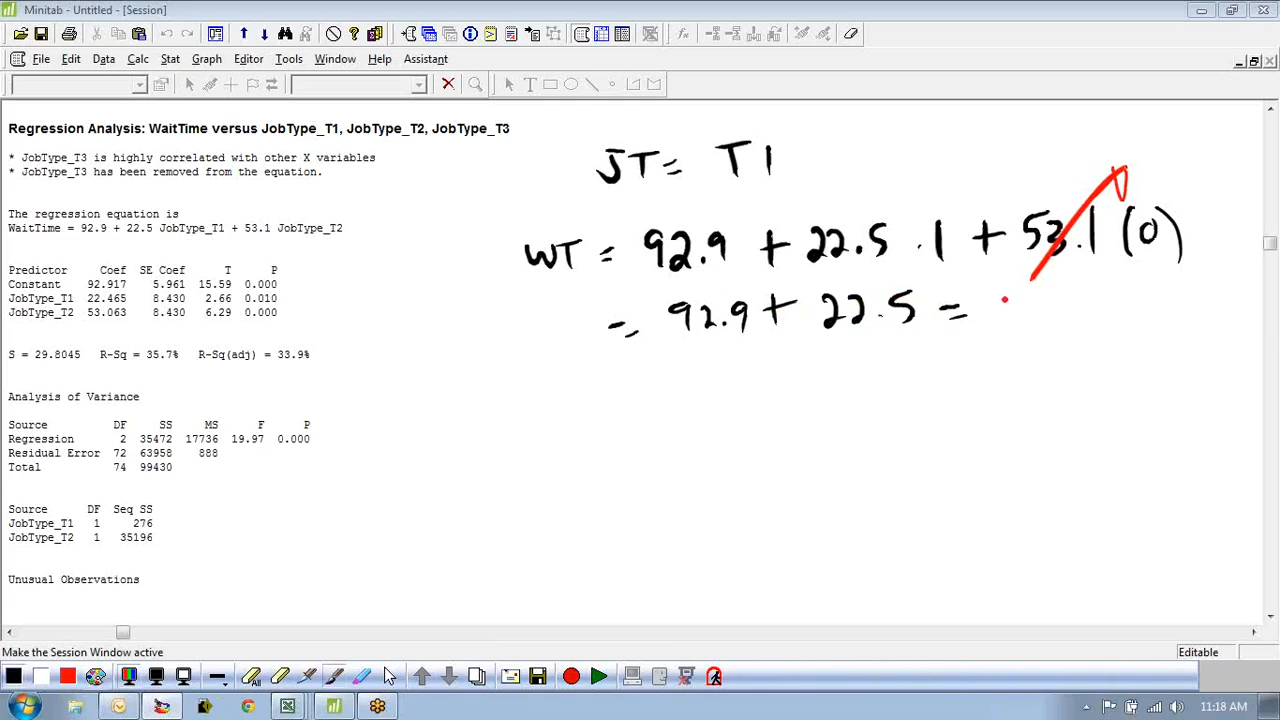 Minitab - Untitled - [Session]
File Edit Data Calc Stat Graph Editor Tools Window Help Assistant
Regression Analysis: WaitTime versus JobType_T1, JobType_T2, JobType_T3
* JobType_T3 is highly correlated with other X variables
* JobType_T3 has been removed from the equation.
The regression equation is
WaitTime = 92.9 + 22.5 JobType_T1 + 53.1 JobType_T2
Predictor Coef SE Coef T P
Constant 92.917 5.961 15.59 0.000
JobType_T1 22.465 8.430 2.66 0.010
JobType_T2 53.063 8.430 6.29 0.000
S = 29.8045 R-Sq = 35.7% R-Sq(adj) = 33.9%
Analysis of Variance
Source DF SS MS F P
Regression 2 35472 17736 19.97 0.000
Residual Error 72 63958 888
Total 74 99430
Source DF Seq SS
JobType_T1 1 276
JobType_T2 1 35196
Unusual Observations
JT = T1
WT = 92.9 + 22.5 . 1 + 53.1 (0)
= 92.9 + 22.5 =
Make the Session Window active
Editable
11:18 AM